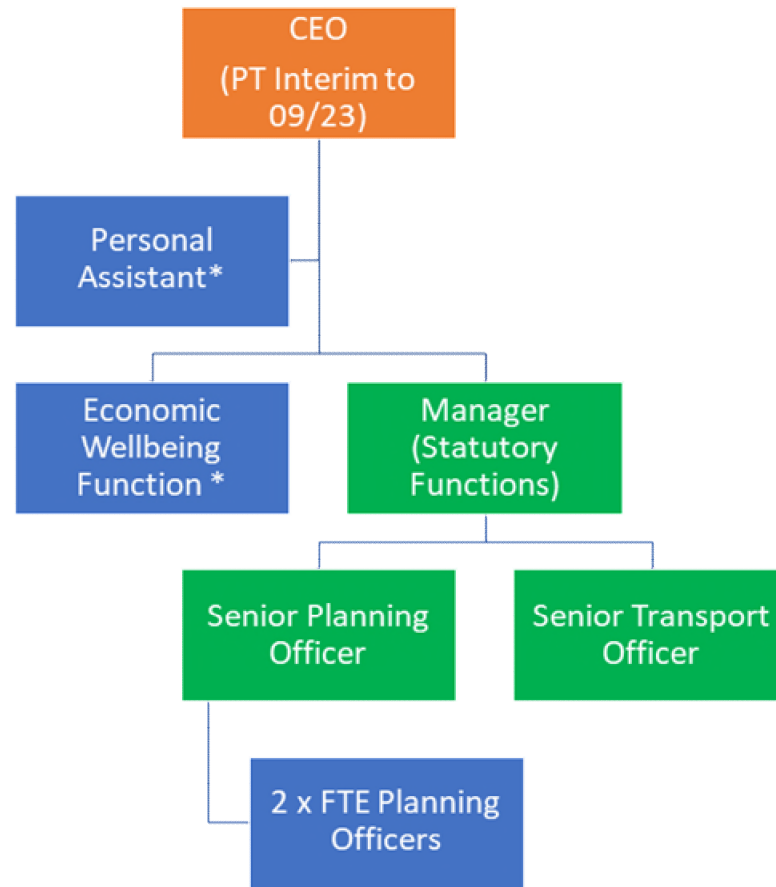 CEO
(PT Interim to
09/23)
Personal
Assistant*
Economic
Wellbeing
Function *
Manager
(Statutory
Functions)
Senior Planning
Officer
Senior Transport
Officer
2 x FTE Planning
Officers